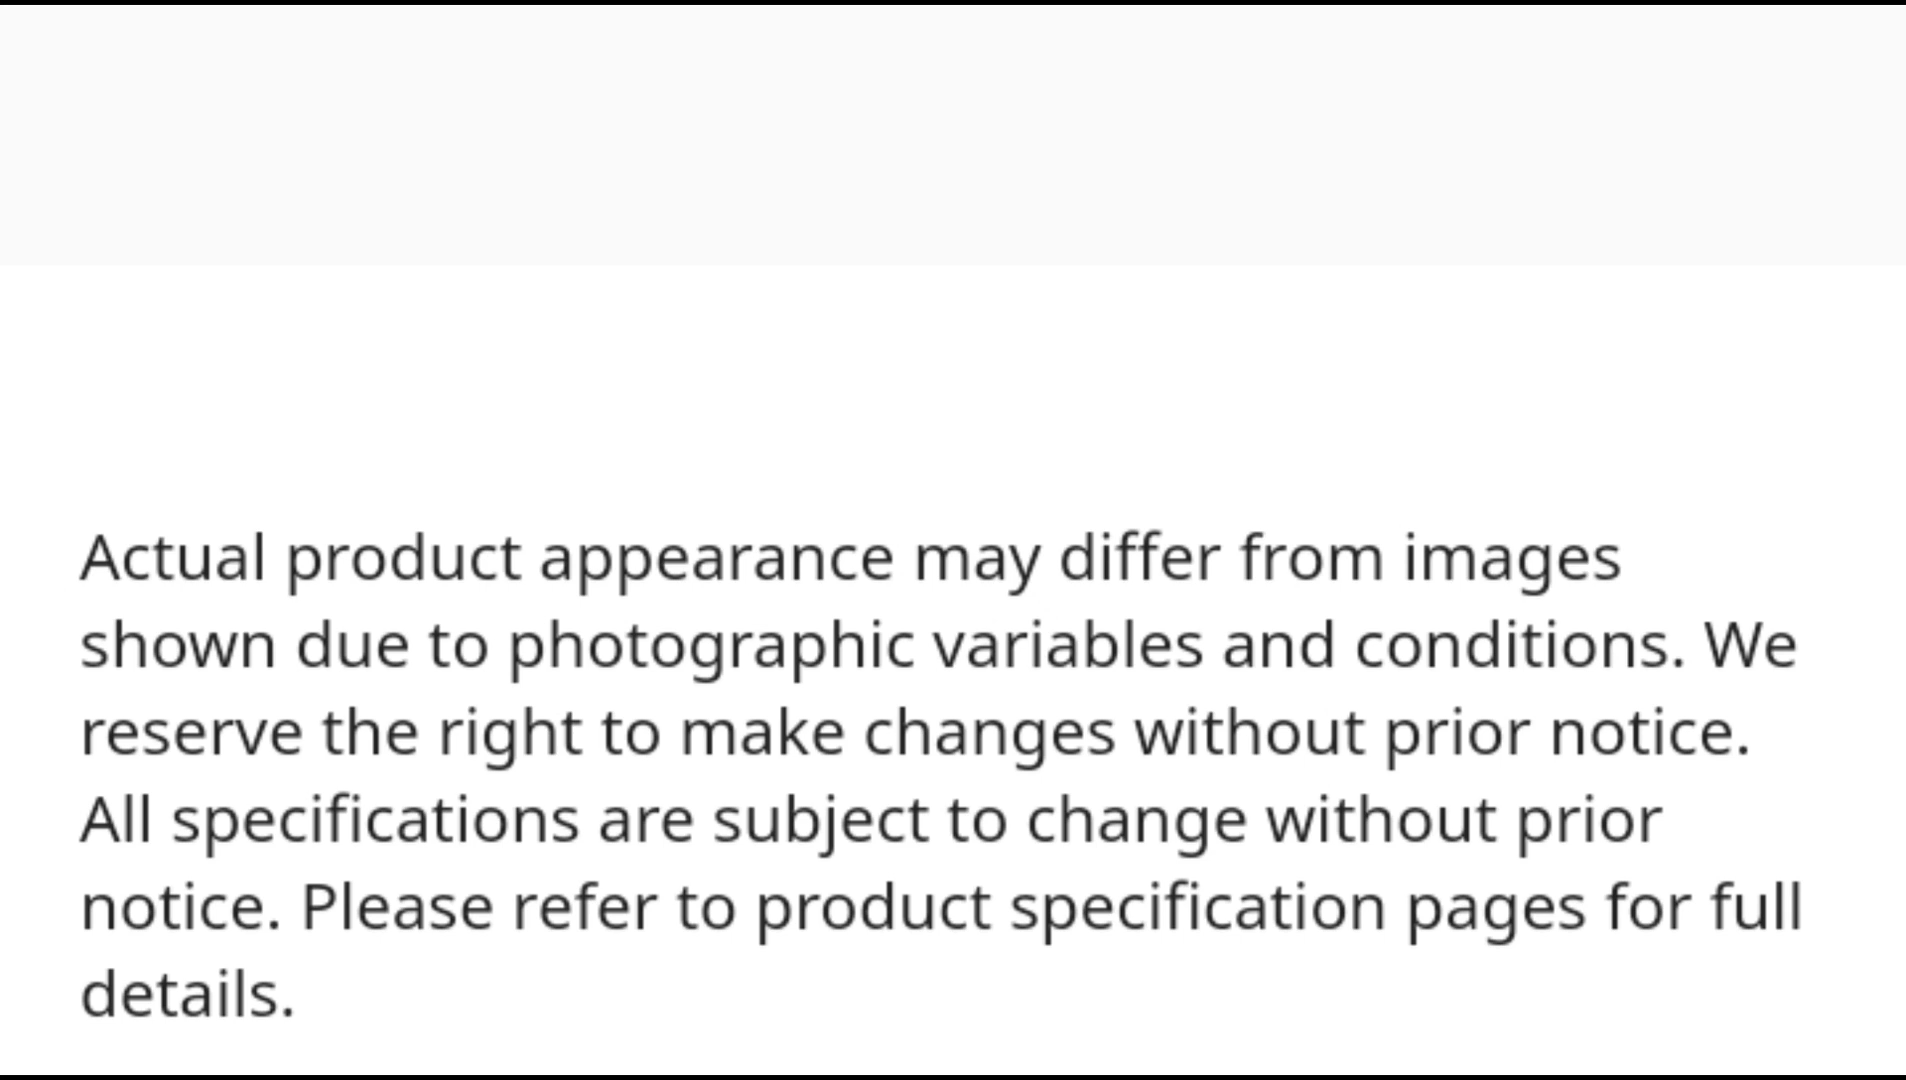 Actual product appearance may differ from images
shown due to photographic variables and conditions. We
reserve the right to make changes without prior notice.
All specifications are subject to change without prior
notice. Please refer to product specification pages for full
details.